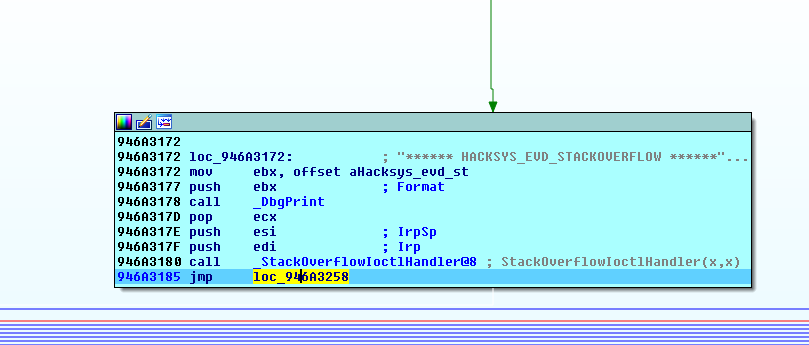 946A3172
946A3172 loc_946A3172: ; "****** HACKSYS_EVD_STACKOVERFLOW ******"...
946A3172 mov ebx, offset aHacksys_evd_st
946A3177 push ebx ; Format
946A3178 call _DbgPrint
946A317D pop ecx
946A317E push esi ; IrpSp
946A317F push edi ; Irp
946A3180 call _StackOverflowIoctlHandler@8 ; StackOverflowIoctlHandler(x,x)
946A3185 jmp loc_946A3258